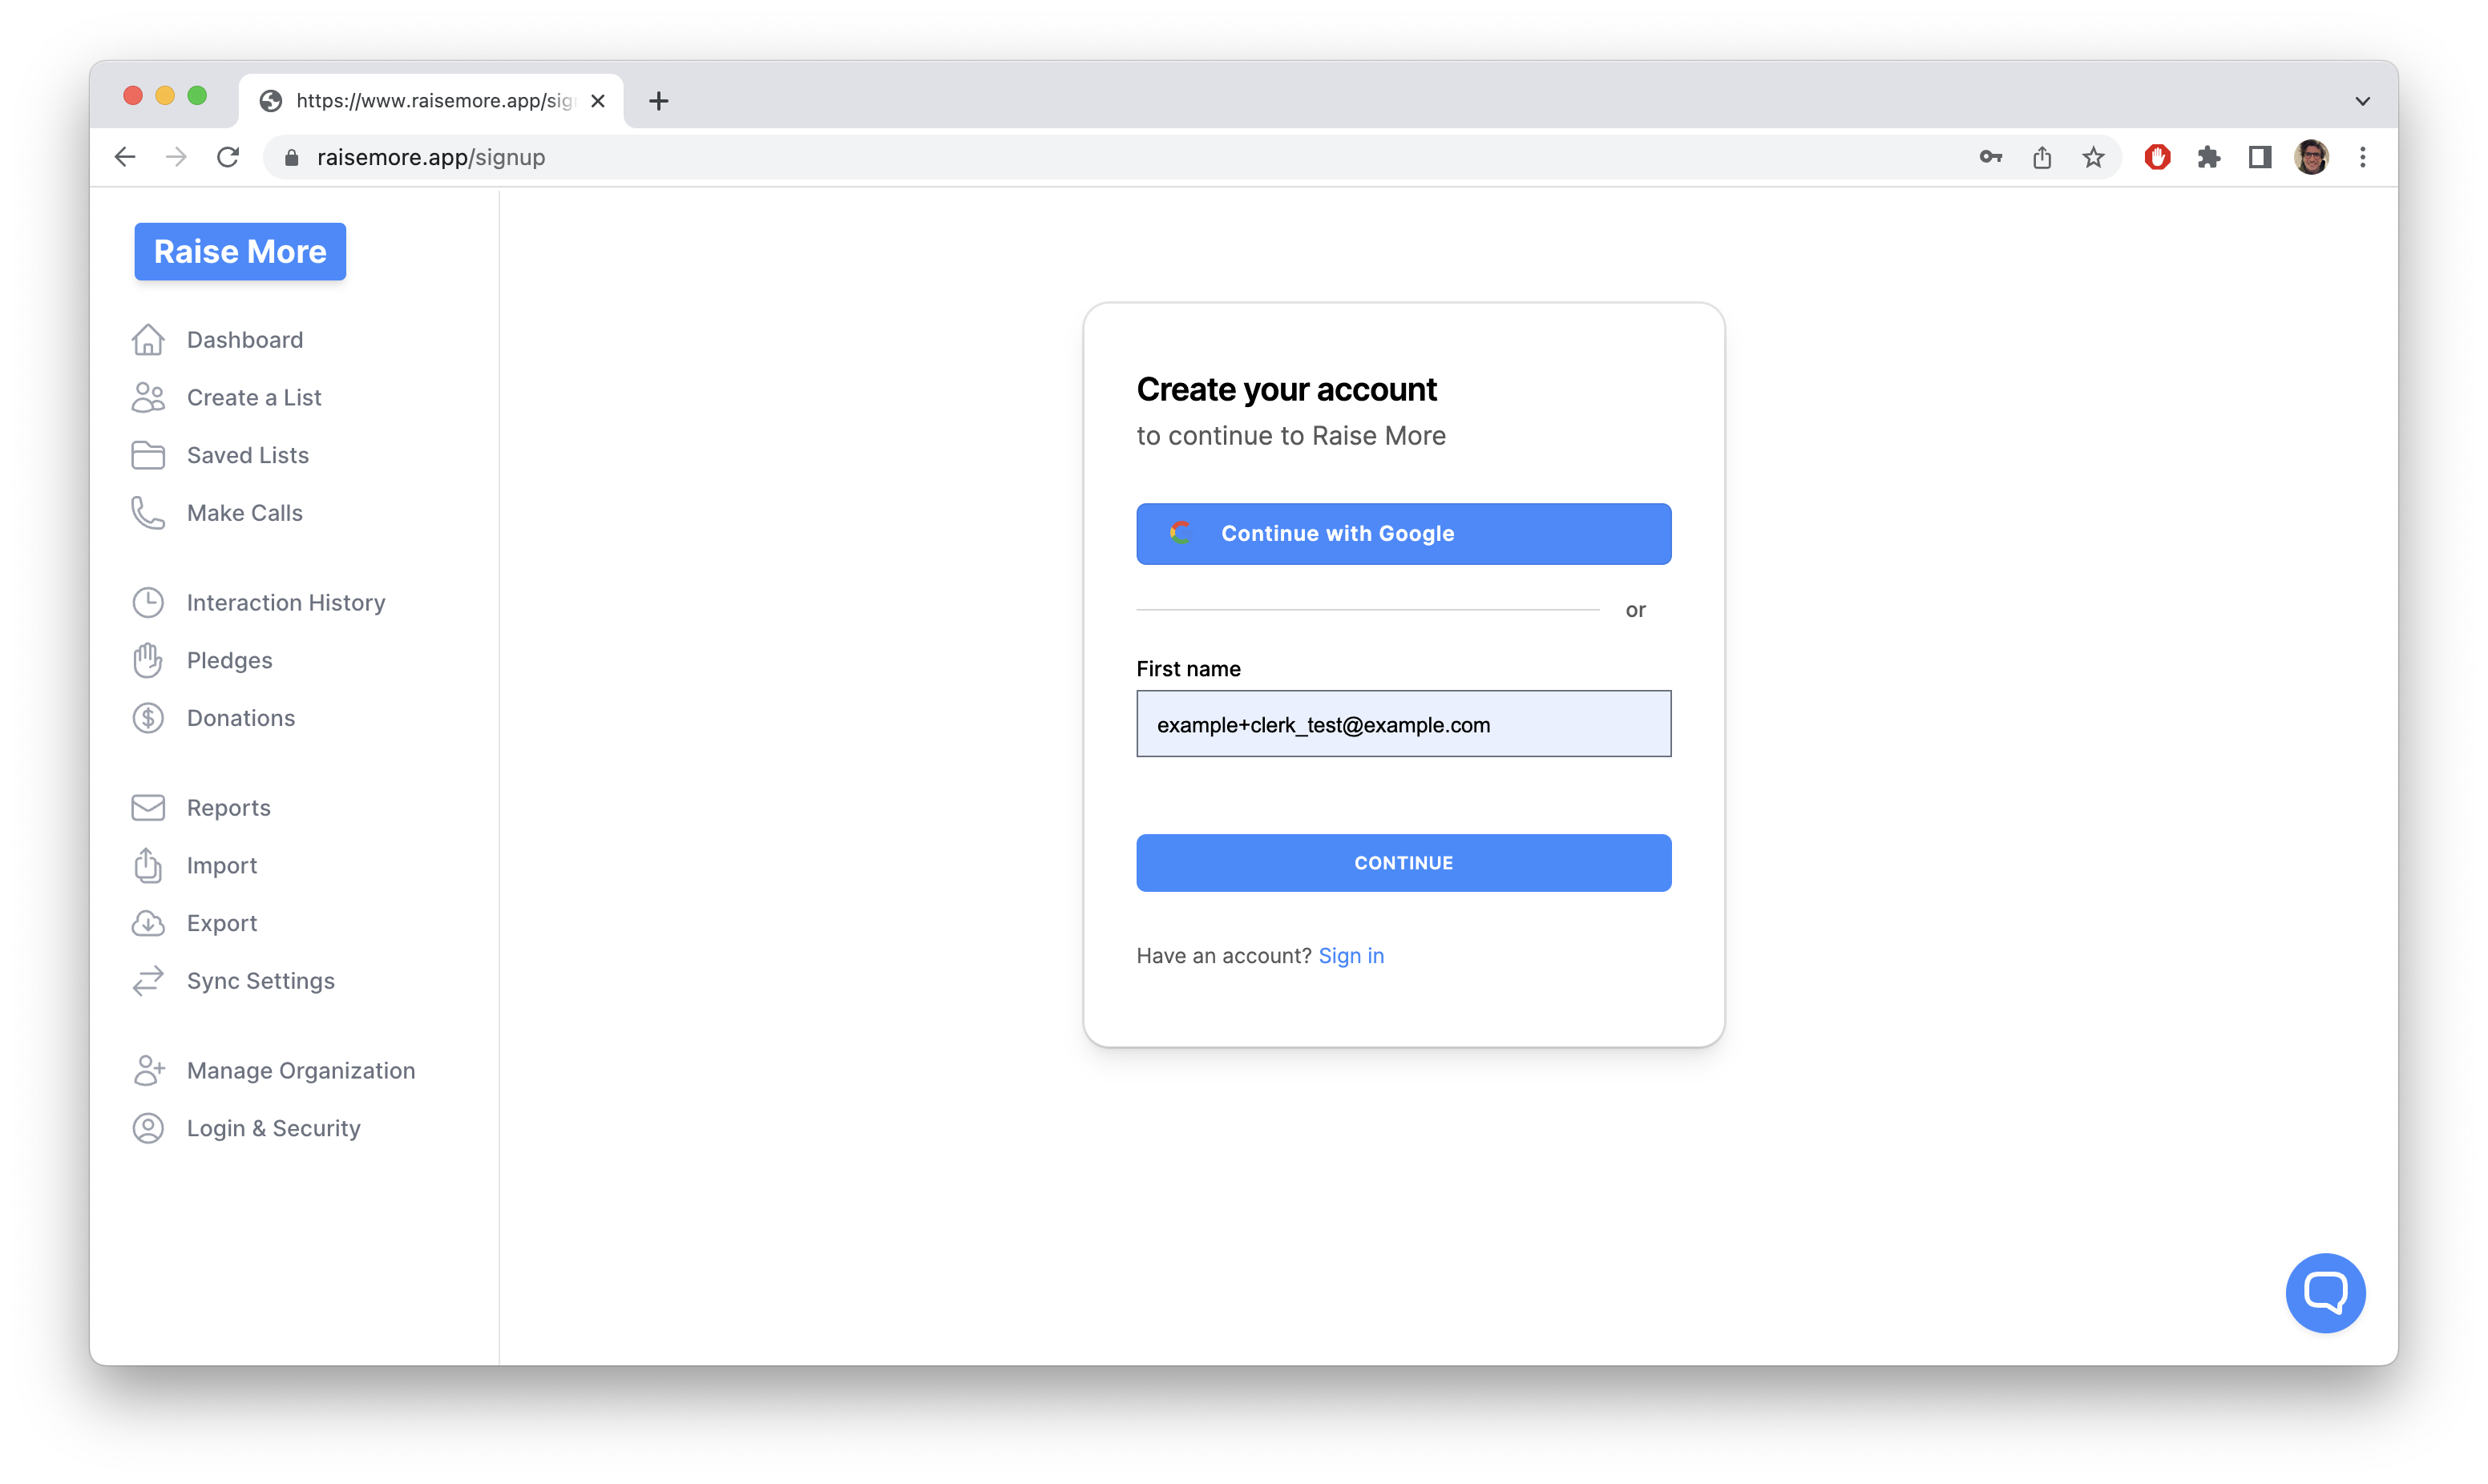 https://www.raisemore.app/sig
raisemore.app/signup
Raise More
Dashboard
Create a List
Saved Lists
Make Calls
Interaction History
Pledges
Donations
Reports
Import
Export
Sync Settings
Manage Organization
Login & Security
Create your account
to continue to Raise More
Continue with Google
or
First name
example+clerk_test@example.com
CONTINUE
Have an account? Sign in